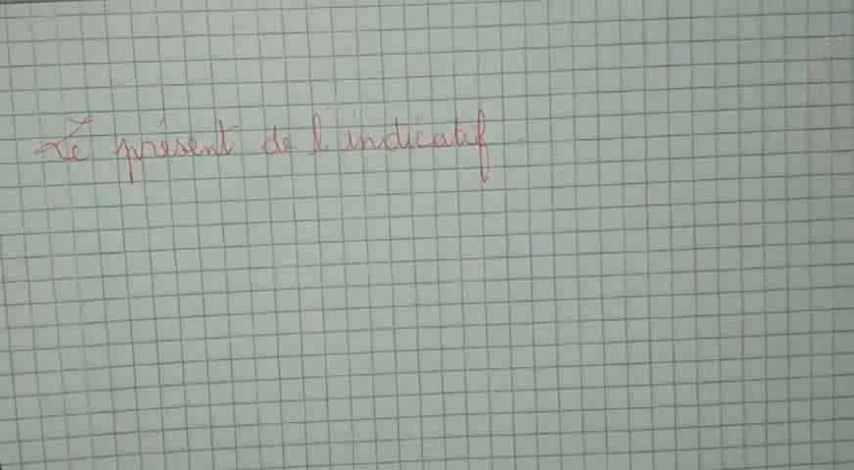 Le présent de l indicatif